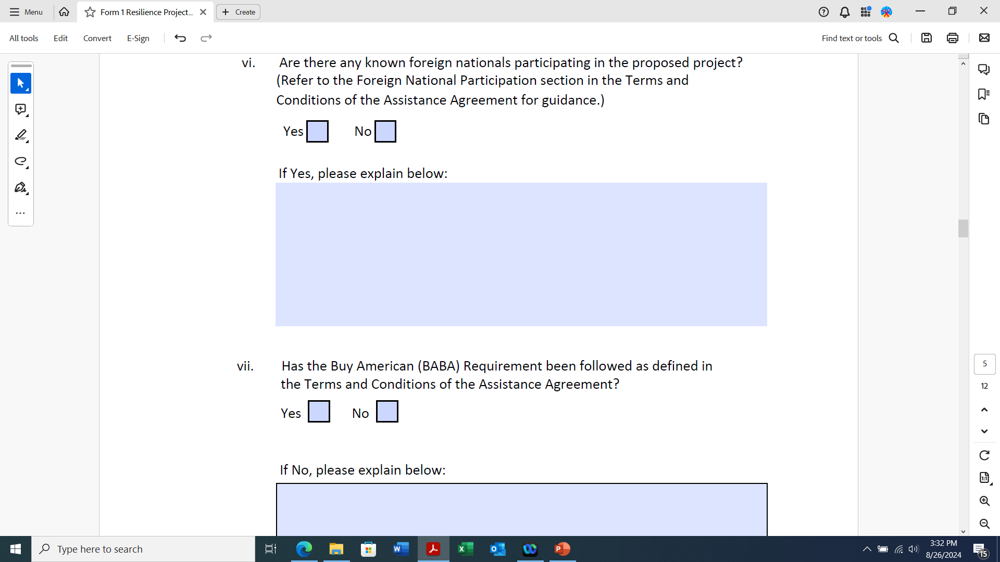 Menu
Form 1 Resilience Project...
Create
All tools
Edit
Convert
E-Sign
Find text or tools
vi. Are there any known foreign nationals participating in the proposed project?
(Refer to the Foreign National Participation section in the Terms and
Conditions of the Assistance Agreement for guidance.)
Yes No
If Yes, please explain below:
vii. Has the Buy American (BABA) Requirement been followed as defined in
the Terms and Conditions of the Assistance Agreement?
Yes No
If No, please explain below:
5
12
1:1
Type here to search
3:32 PM
8/26/2024
15